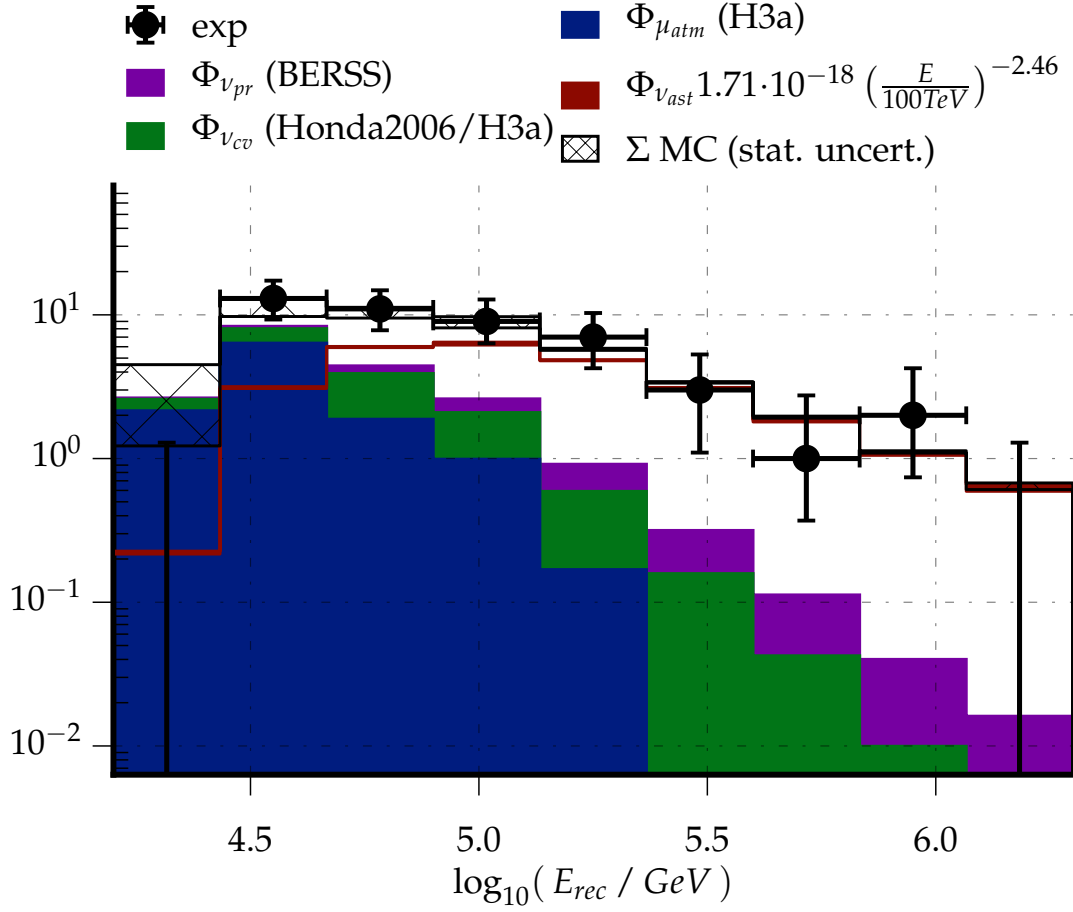 exp
Φ_{ν_{pr}} (BERSS)
Φ_{ν_{cv}} (Honda2006/H3a)
Φ_{μ_{atm}} (H3a)
Φ_{ν_{ast}} 1.71·10^{−18} (E/100TeV)^{−2.46}
Σ MC (stat. uncert.)
10^1
10^0
10^{−1}
10^{−2}
4.5 5.0 5.5 6.0
log_{10}( E_{rec} / GeV )